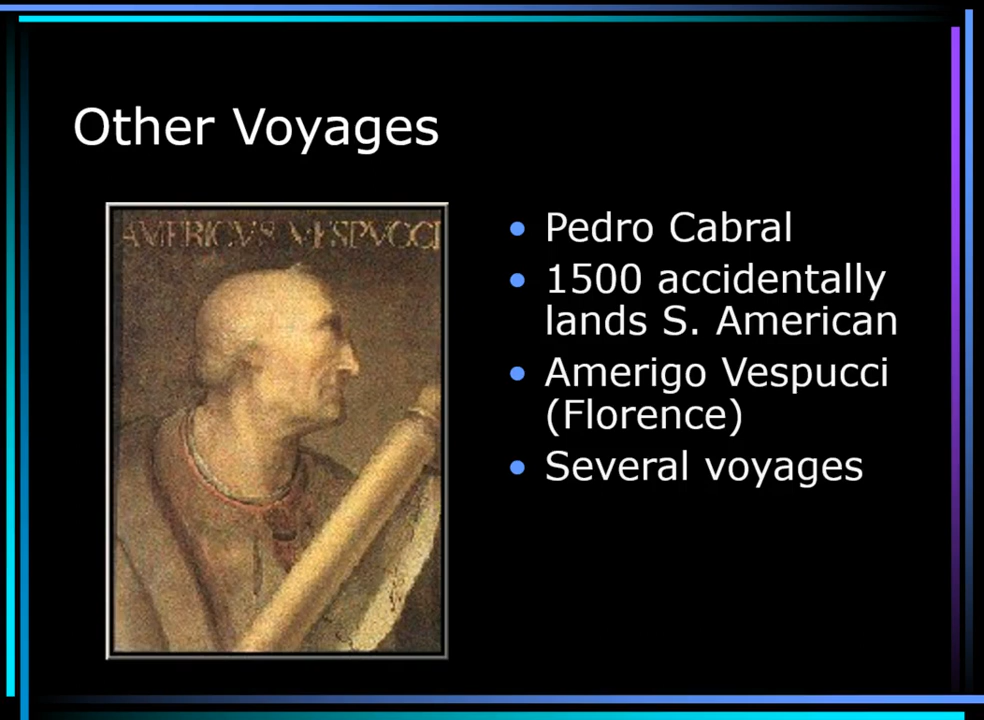 Other Voyages
AMERICVS VESPVCCI
• Pedro Cabral
• 1500 accidentally
lands S. American
• Amerigo Vespucci
(Florence)
• Several voyages